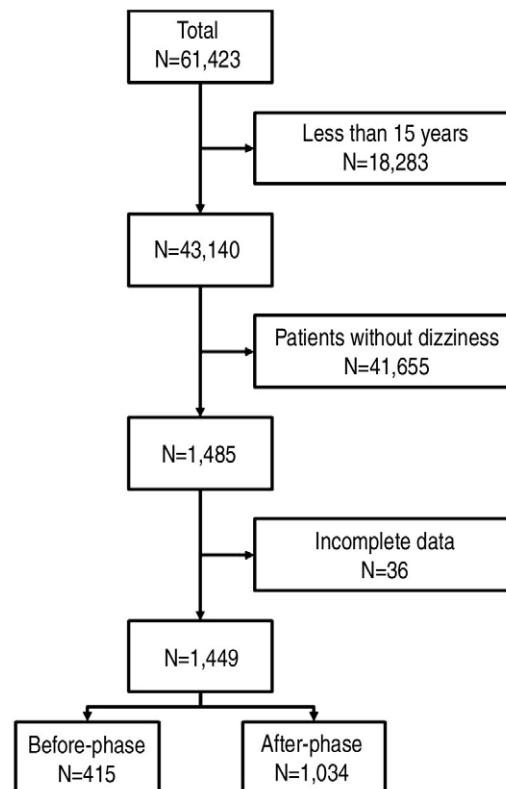 Total
N=61,423
Less than 15 years
N=18,283
N=43,140
Patients without dizziness
N=41,655
N=1,485
Incomplete data
N=36
N=1,449
Before-phase
N=415
After-phase
N=1,034